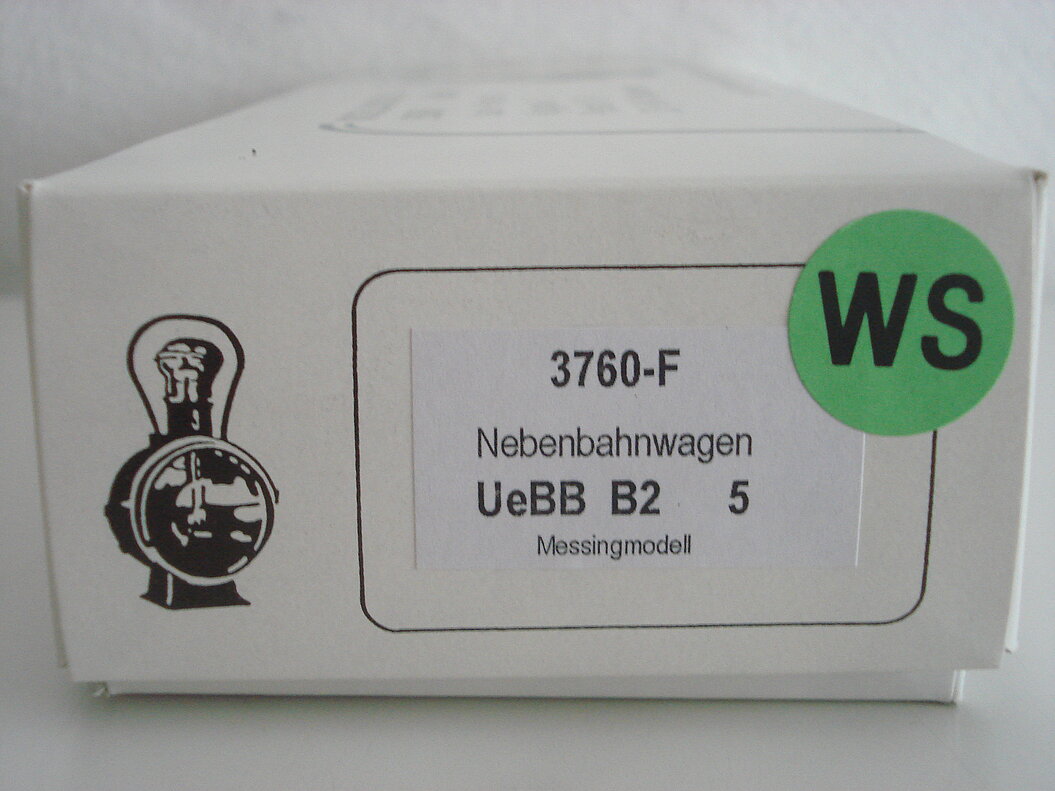 WS
3760-F
Nebenbahnwagen
UeBB B2 5
Messingmodell